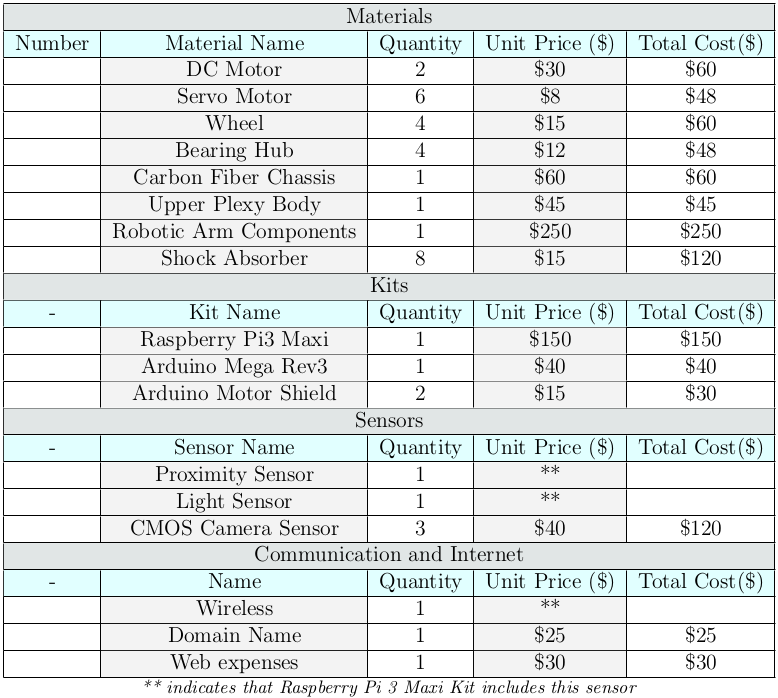 Materials
Number Material Name Quantity Unit Price ($) Total Cost($)
DC Motor 2 $30 $60
Servo Motor 6 $8 $48
Wheel 4 $15 $60
Bearing Hub 4 $12 $48
Carbon Fiber Chassis 1 $60 $60
Upper Plexy Body 1 $45 $45
Robotic Arm Components 1 $250 $250
Shock Absorber 8 $15 $120
Kits
- Kit Name Quantity Unit Price ($) Total Cost($)
Raspberry Pi3 Maxi 1 $150 $150
Arduino Mega Rev3 1 $40 $40
Arduino Motor Shield 2 $15 $30
Sensors
- Sensor Name Quantity Unit Price ($) Total Cost($)
Proximity Sensor 1 **
Light Sensor 1 **
CMOS Camera Sensor 3 $40 $120
Communication and Internet
- Name Quantity Unit Price ($) Total Cost($)
Wireless 1 **
Domain Name 1 $25 $25
Web expenses 1 $30 $30
** indicates that Raspberry Pi 3 Maxi Kit includes this sensor